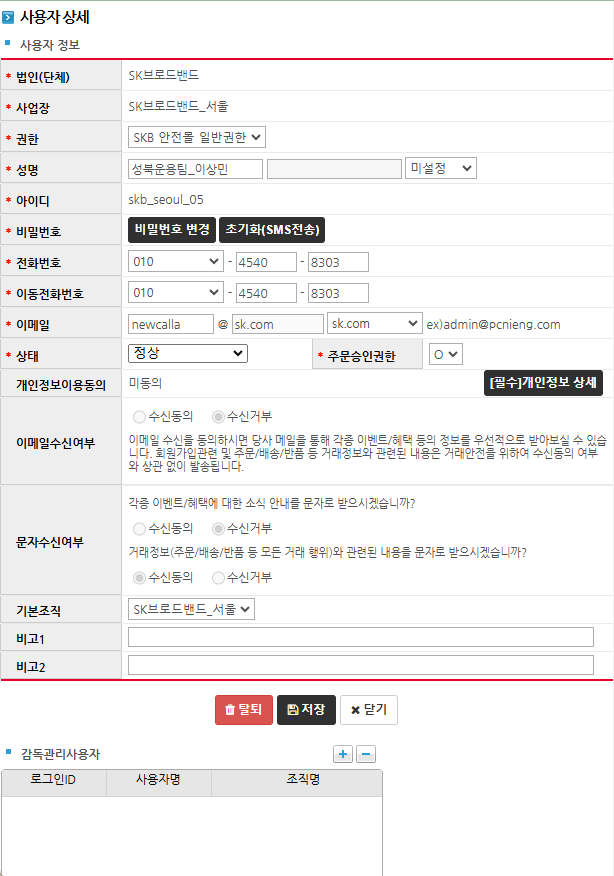 사용자 상세
사용자 정보
* 법인(단체) SK브로드밴드
* 사업장 SK브로드밴드_서울
* 권한 SKB 안전몰 일반권한
* 성명 성북운용팀_이상민 미설정
* 아이디 skb_seoul_05
* 비밀번호 비밀번호 변경 초기화(SMS전송)
* 전화번호 010 - 4540 - 8303
* 이동전화번호 010 - 4540 - 8303
* 이메일 newcalla @ sk.com sk.com ex)admin@pcnieng.com
* 상태 정상 * 주문승인권한 O
개인정보이용동의 미동의 [필수]개인정보 상세
이메일수신여부 수신동의 수신거부
이메일 수신을 동의하시면 당사 메일을 통해 각종 이벤트/혜택 등의 정보를 우선적으로 받아보실 수 있습
니다. 회원가입관련 및 주문/배송/반품 등 거래정보와 관련된 내용은 거래안전을 위하여 수신동의 여부
와 상관 없이 발송됩니다.
문자수신여부
각종 이벤트/혜택에 대한 소식 안내를 문자로 받으시겠습니까?
수신동의 수신거부
거래정보(주문/배송/반품 등 모든 거래 행위)와 관련된 내용을 문자로 받으시겠습니까?
수신동의 수신거부
기본조직 SK브로드밴드_서울
비고1
비고2
탈퇴 저장 닫기
감독관리사용자
로그인ID 사용자명 조직명